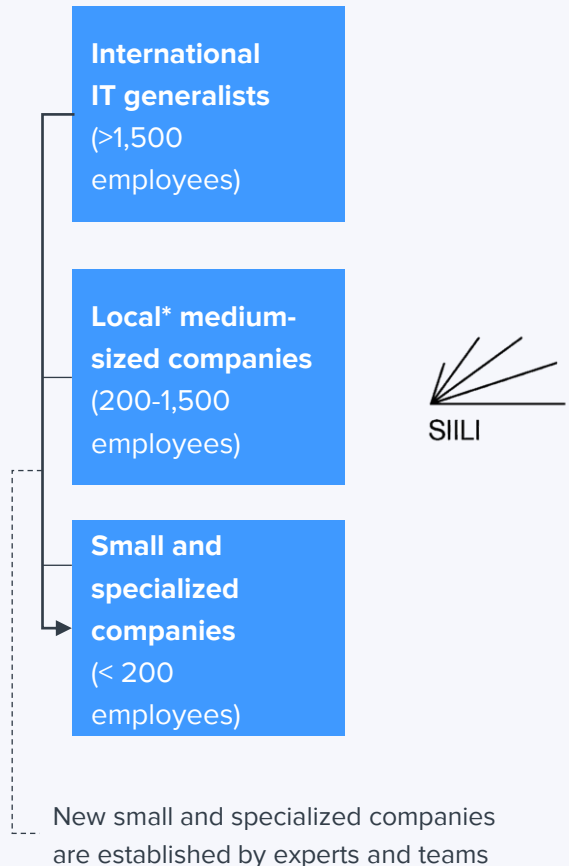 International
IT generalists
(>1,500
employees)
Local* medium-
sized companies
(200-1,500
employees)
SIILI
Small and
specialized
companies
(< 200
employees)
New small and specialized companies
are established by experts and teams